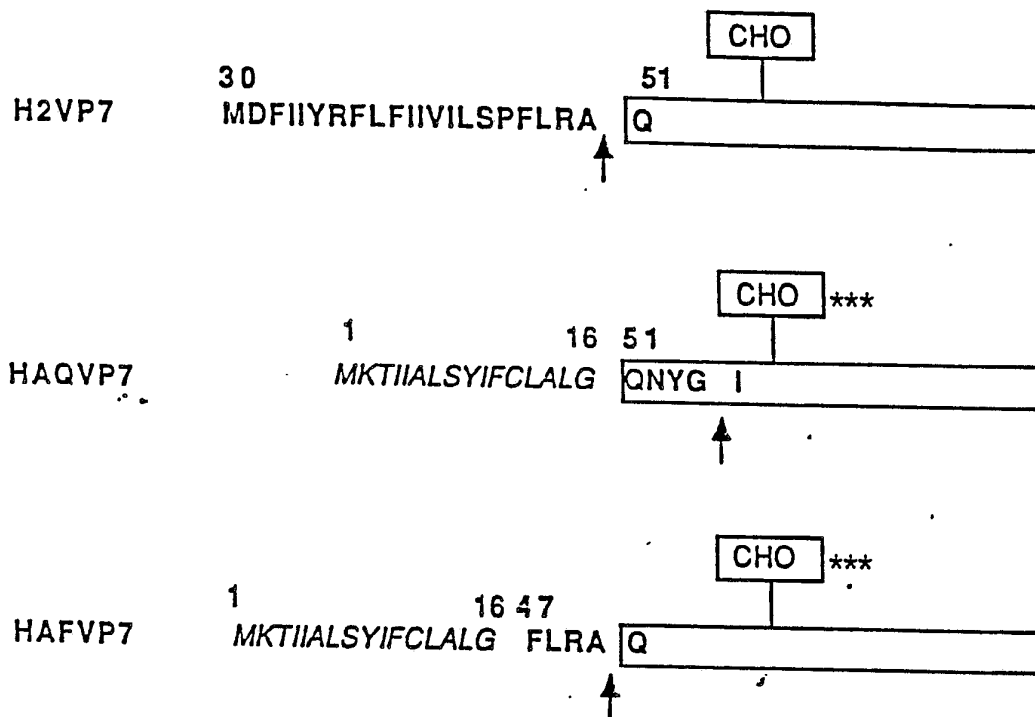 CHO
30 51
H2VP7 MDFIIYRFLFIIVILSPFLRA Q
CHO ***
1 16 51
HAQVP7 MKTIIALSYIFCLALG QNYG I
CHO ***
1 16 47
HAFVP7 MKTIIALSYIFCLALG FLRA Q